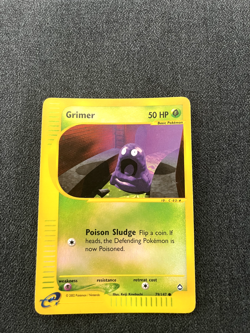 Grimer 50 HP
Basic Pokémon
Poison Sludge Flip a coin. If
heads, the Defending Pokémon is
now Poisoned.
weakness resistance retreat cost